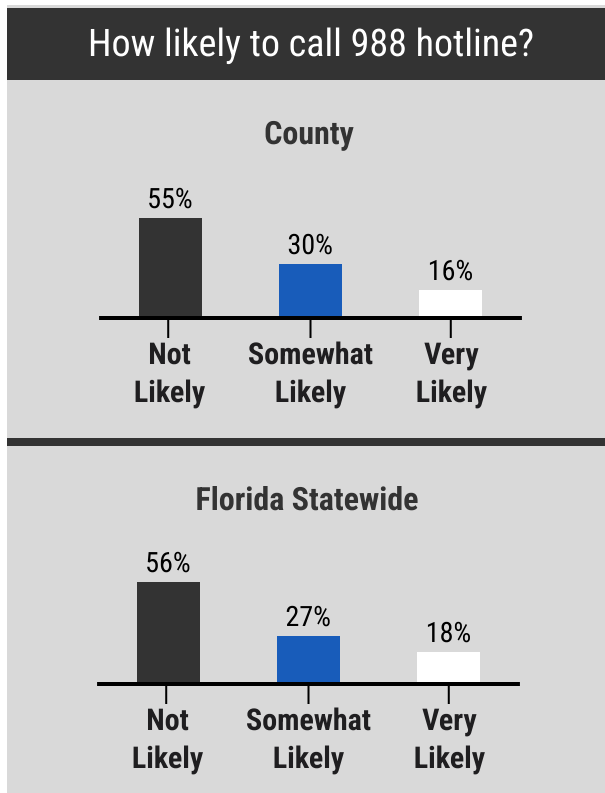 How likely to call 988 hotline?
County
55%
30%
16%
Not Likely
Somewhat Likely
Very Likely
Florida Statewide
56%
27%
18%
Not Likely
Somewhat Likely
Very Likely